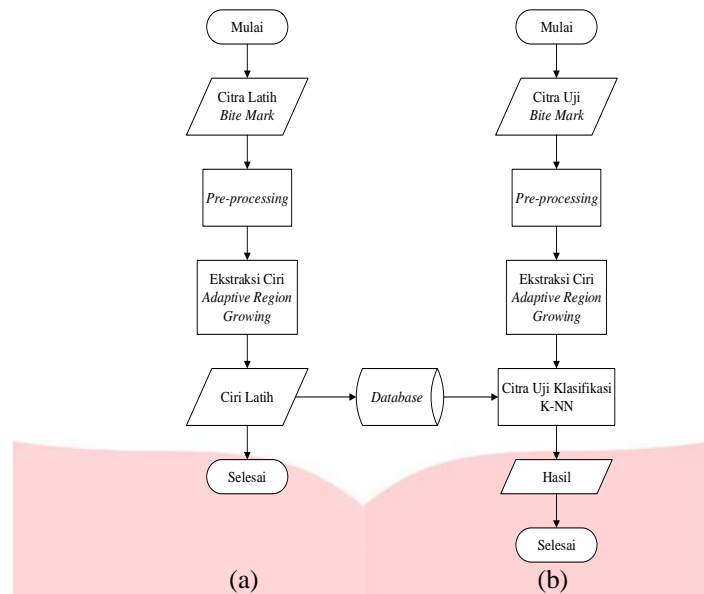 Mulai
Citra Latih
Bite Mark
Pre-processing
Ekstraksi Ciri
Adaptive Region
Growing
Ciri Latih
Selesai
(a)
Database
Mulai
Citra Uji
Bite Mark
Pre-processing
Ekstraksi Ciri
Adaptive Region
Growing
Citra Uji Klasifikasi
K-NN
Hasil
Selesai
(b)